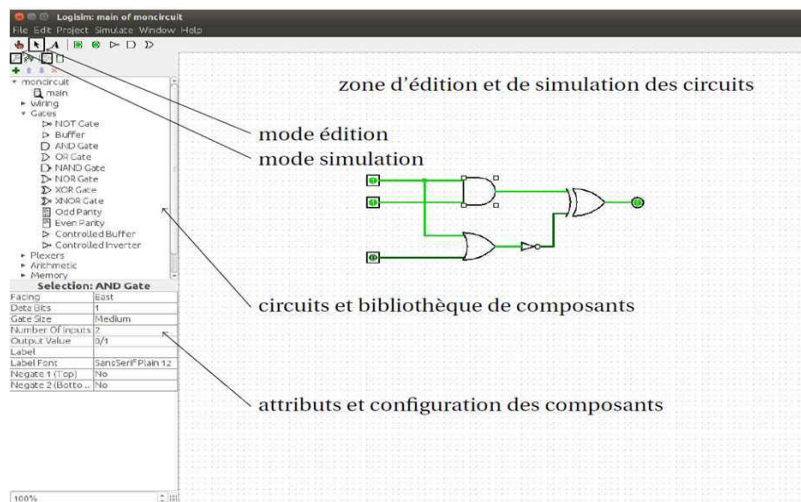 Logisim: main of moncircuit
File Edit Project Simulate Window Help
A
zone d'édition et de simulation des circuits
moncircuit
main
Wiring
Gates
NOT Gate
Buffer
AND Gate
OR Gate
NAND Gate
NOR Gate
XOR Gate
XNOR Gate
Odd Parity
Even Parity
Controlled Buffer
Controlled Inverter
Plexers
Arithmetic
Memory
mode édition
mode simulation
circuits et bibliothèque de composants
Selection: AND Gate
Facing East
Data Bits 1
Gate Size Medium
Number Of Inputs 2
Output Value 0/1
Label
Label Font SansSerif Plain 12
Negate 1 (Top) No
Negate 2 (Botto... No
attributs et configuration des composants
100%